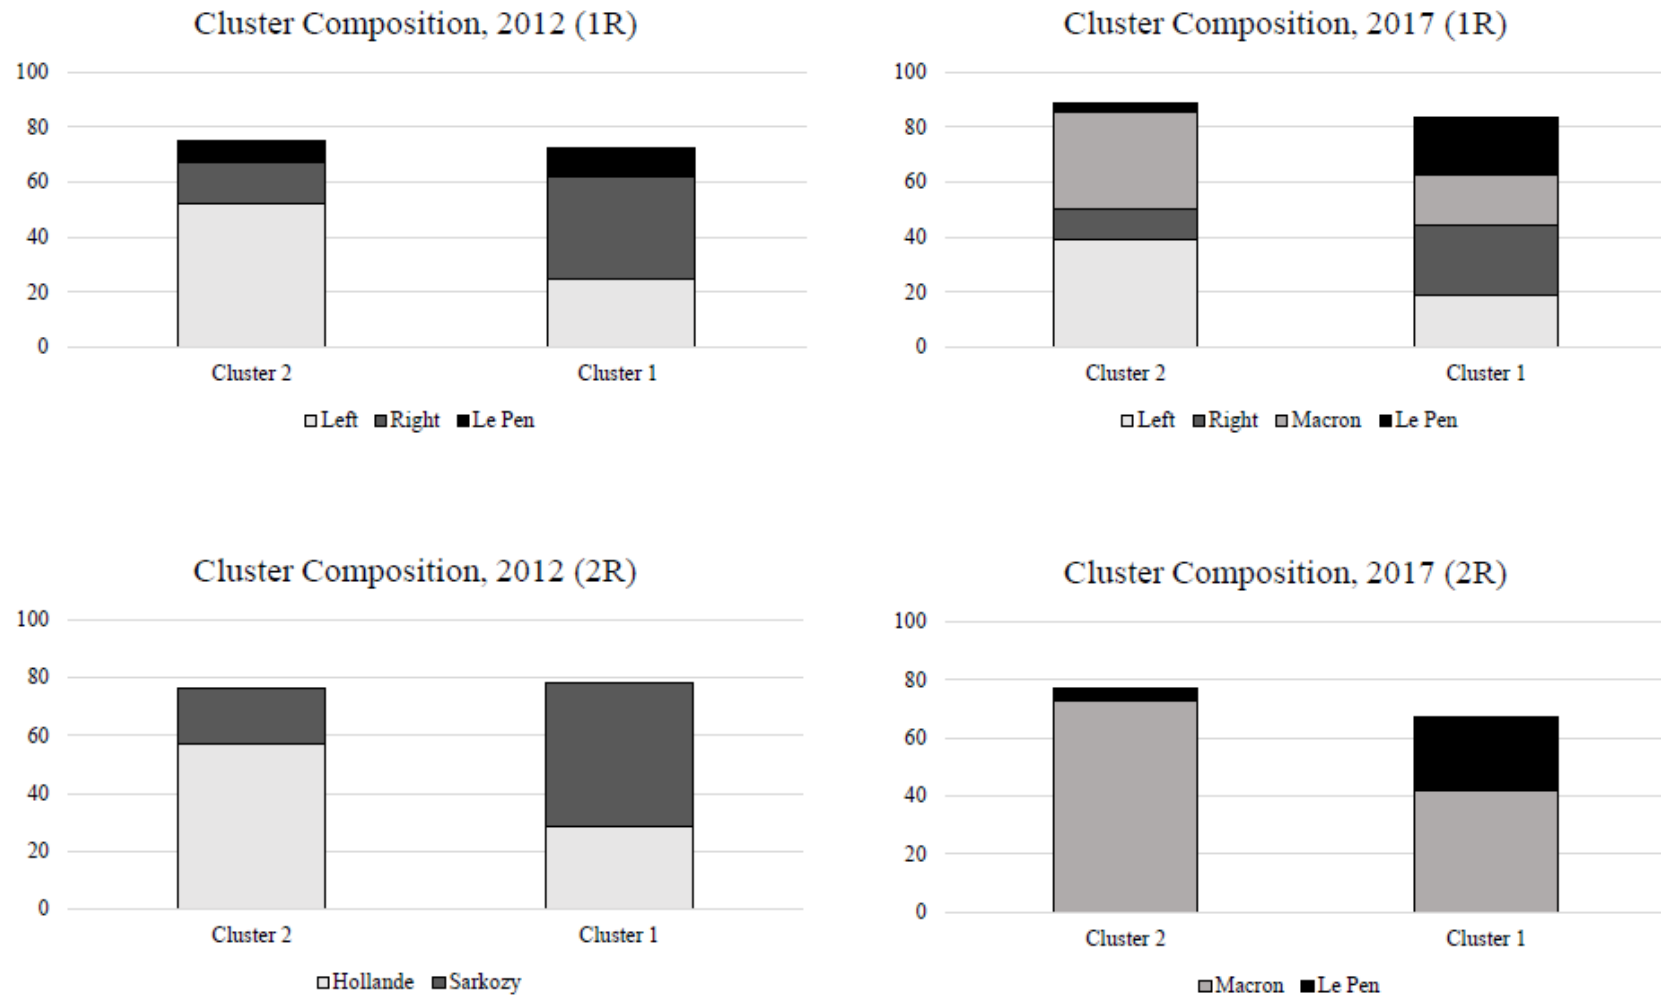 Cluster Composition, 2012 (1R)
100
80
60
40
20
0
Cluster 2
Cluster 1
Left Right Le Pen
Cluster Composition, 2017 (1R)
100
80
60
40
20
0
Cluster 2
Cluster 1
Left Right Macron Le Pen
Cluster Composition, 2012 (2R)
100
80
60
40
20
0
Cluster 2
Cluster 1
Hollande Sarkozy
Cluster Composition, 2017 (2R)
100
80
60
40
20
0
Cluster 2
Cluster 1
Macron Le Pen